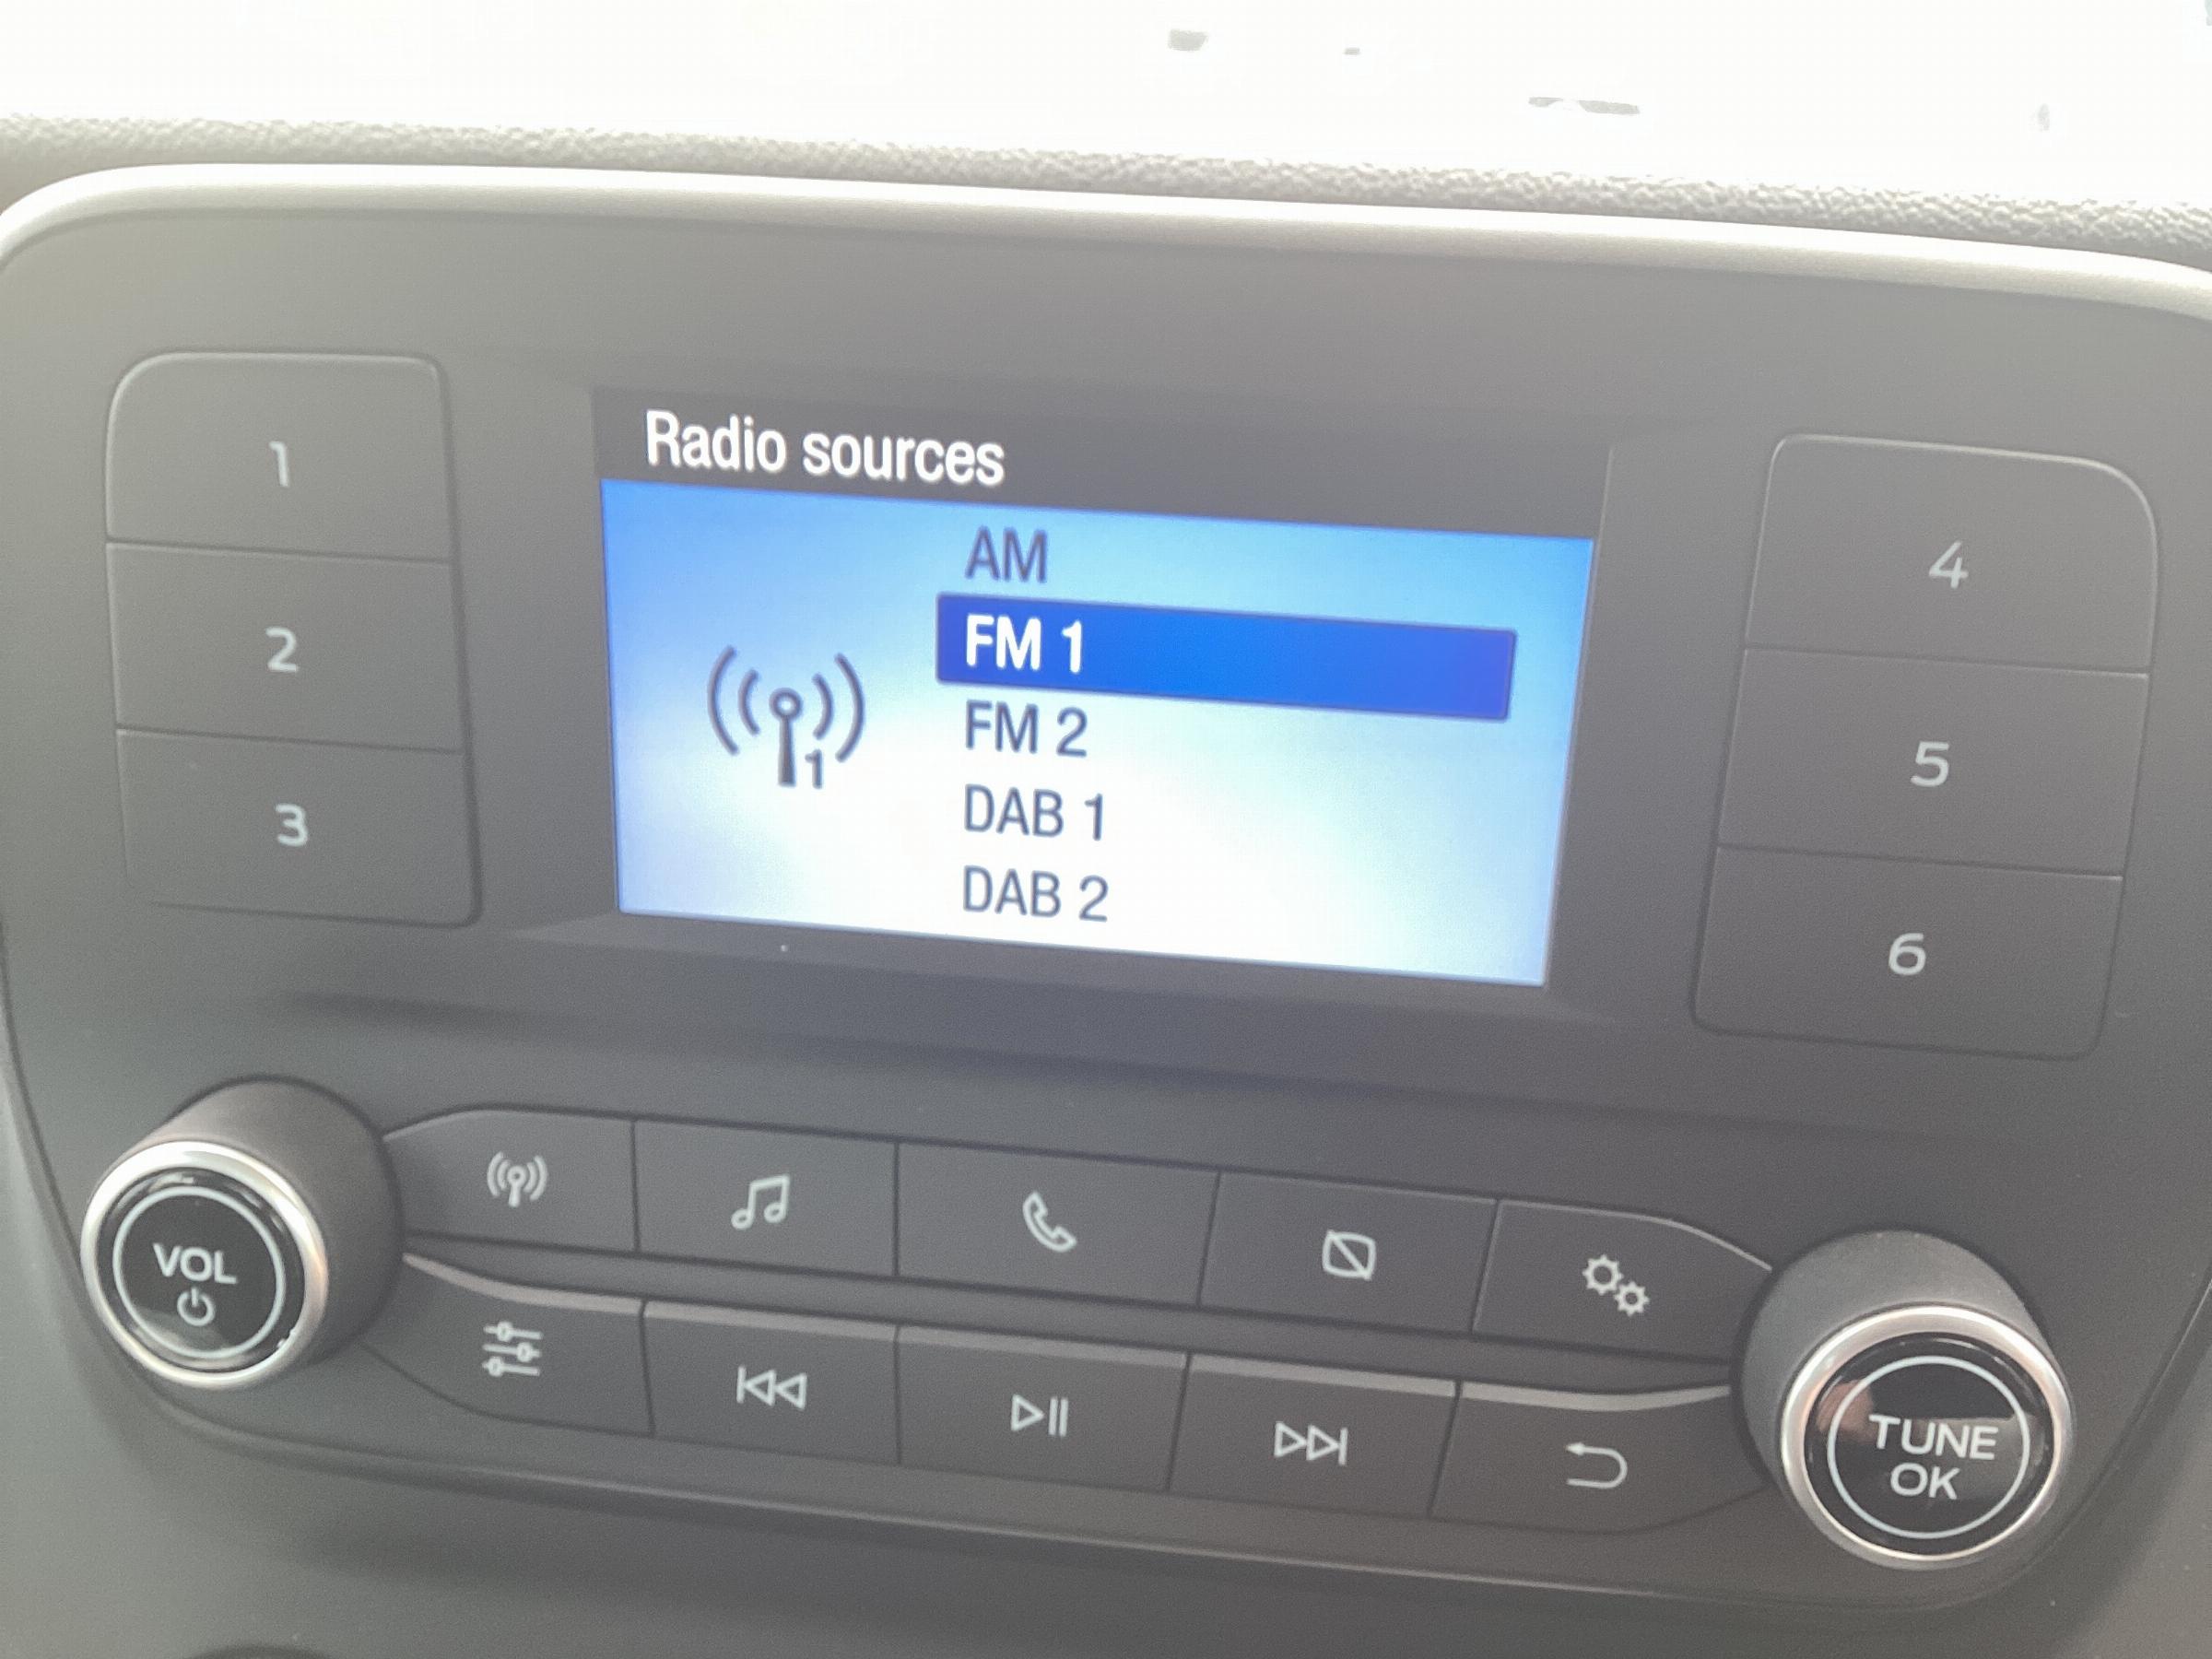 Radio sources
AM
FM 1
FM 2
DAB 1
DAB 2
1
1
2
3
4
5
6
VOL
TUNE
OK